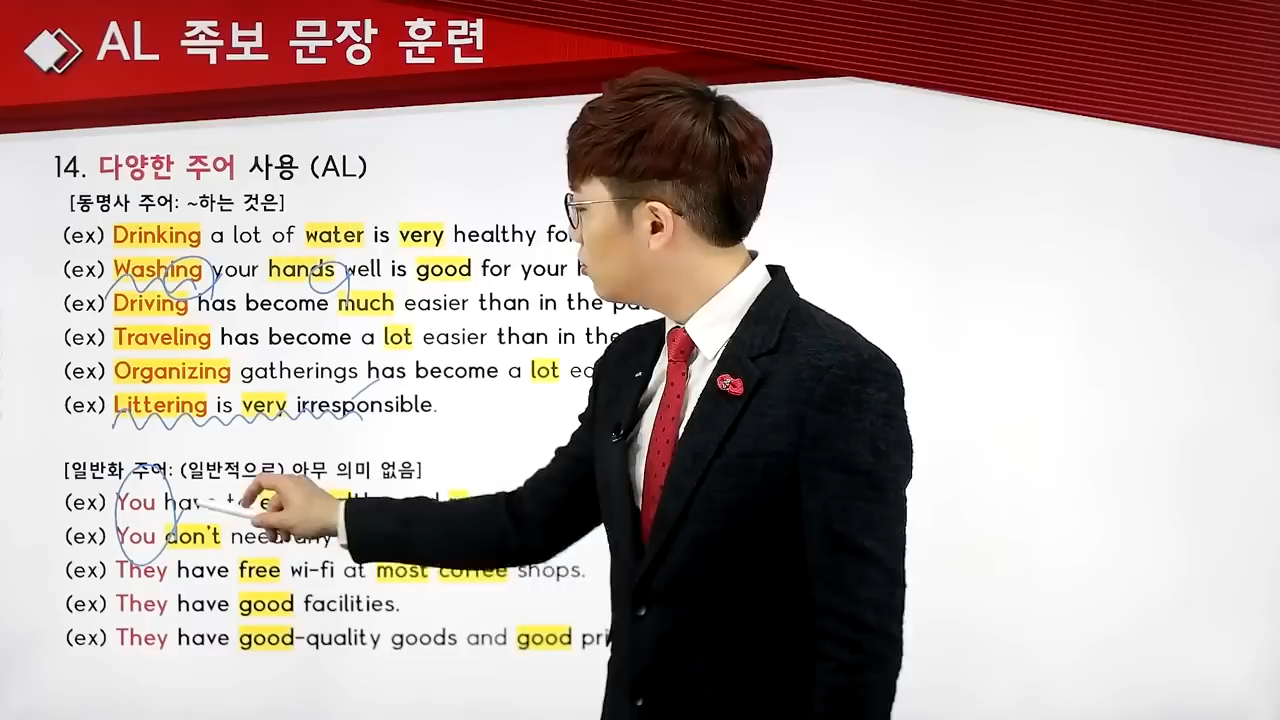 AL 족보 문장 훈련
14. 다양한 주어 사용 (AL)
[동명사 주어: ~하는 것은]
(ex) Drinking a lot of water is very healthy
(ex) Washing your hands well is good for your
(ex) Driving has become much easier than in the
(ex) Traveling has become a lot easier than in the
(ex) Organizing gatherings has become a lot
(ex) Littering is very irresponsible.
[일반화 주어: (일반적으로) 아무 의미 없음]
(ex) You have to
(ex) You don't need any
(ex) They have free wi-fi at most coffee shops.
(ex) They have good facilities.
(ex) They have good-quality goods and good